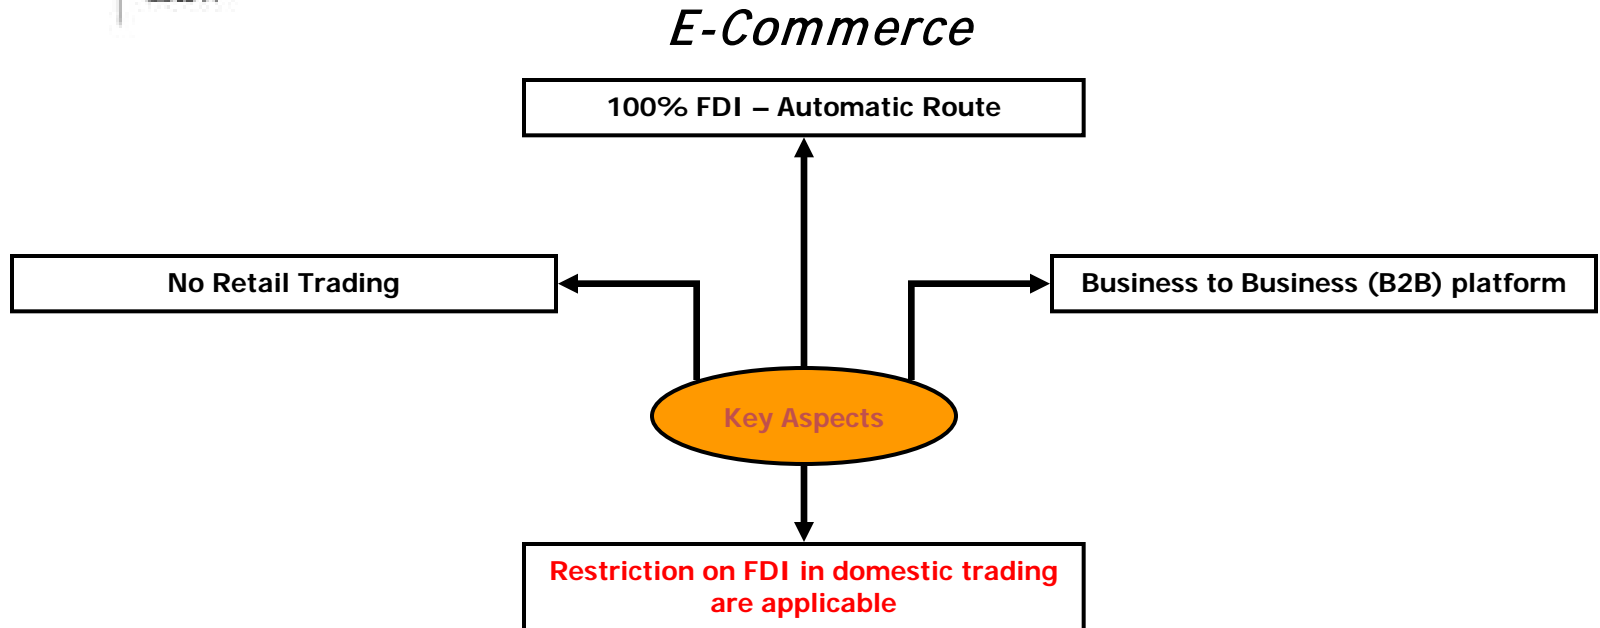 E-Commerce
100% FDI – Automatic Route
No Retail Trading
Business to Business (B2B) platform
Key Aspects
Restriction on FDI in domestic trading
are applicable